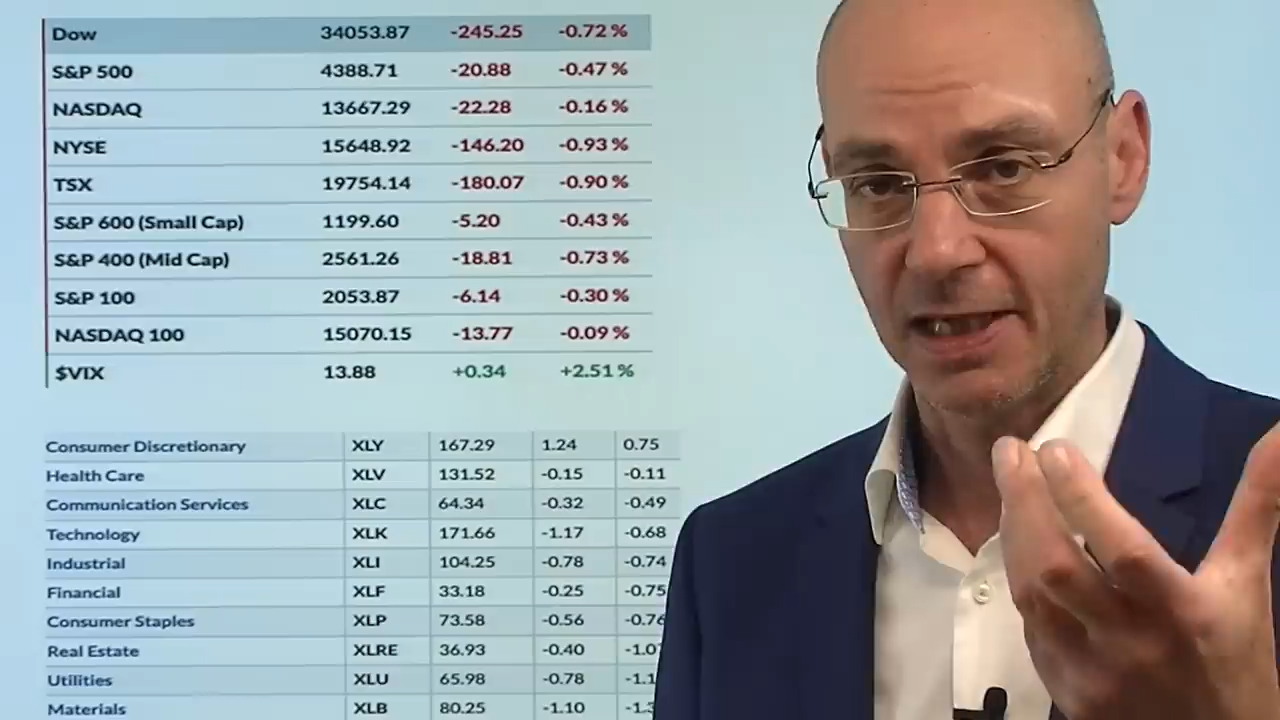 Dow 34053.87 -245.25 -0.72 %
S&P 500 4388.71 -20.88 -0.47 %
NASDAQ 13667.29 -22.28 -0.16 %
NYSE 15648.92 -146.20 -0.93 %
TSX 19754.14 -180.07 -0.90 %
S&P 600 (Small Cap) 1199.60 -5.20 -0.43 %
S&P 400 (Mid Cap) 2561.26 -18.81 -0.73 %
S&P 100 2053.87 -6.14 -0.30 %
NASDAQ 100 15070.15 -13.77 -0.09 %
$VIX 13.88 +0.34 +2.51 %
Consumer Discretionary XLY 167.29 1.24 0.75
Health Care XLV 131.52 -0.15 -0.11
Communication Services XLC 64.34 -0.32 -0.49
Technology XLK 171.66 -1.17 -0.68
Industrial XLI 104.25 -0.78 -0.74
Financial XLF 33.18 -0.25 -0.75
Consumer Staples XLP 73.58 -0.56 -0.76
Real Estate XLRE 36.93 -0.40
Utilities XLU 65.98 -0.78
Materials XLB 80.25 -1.10